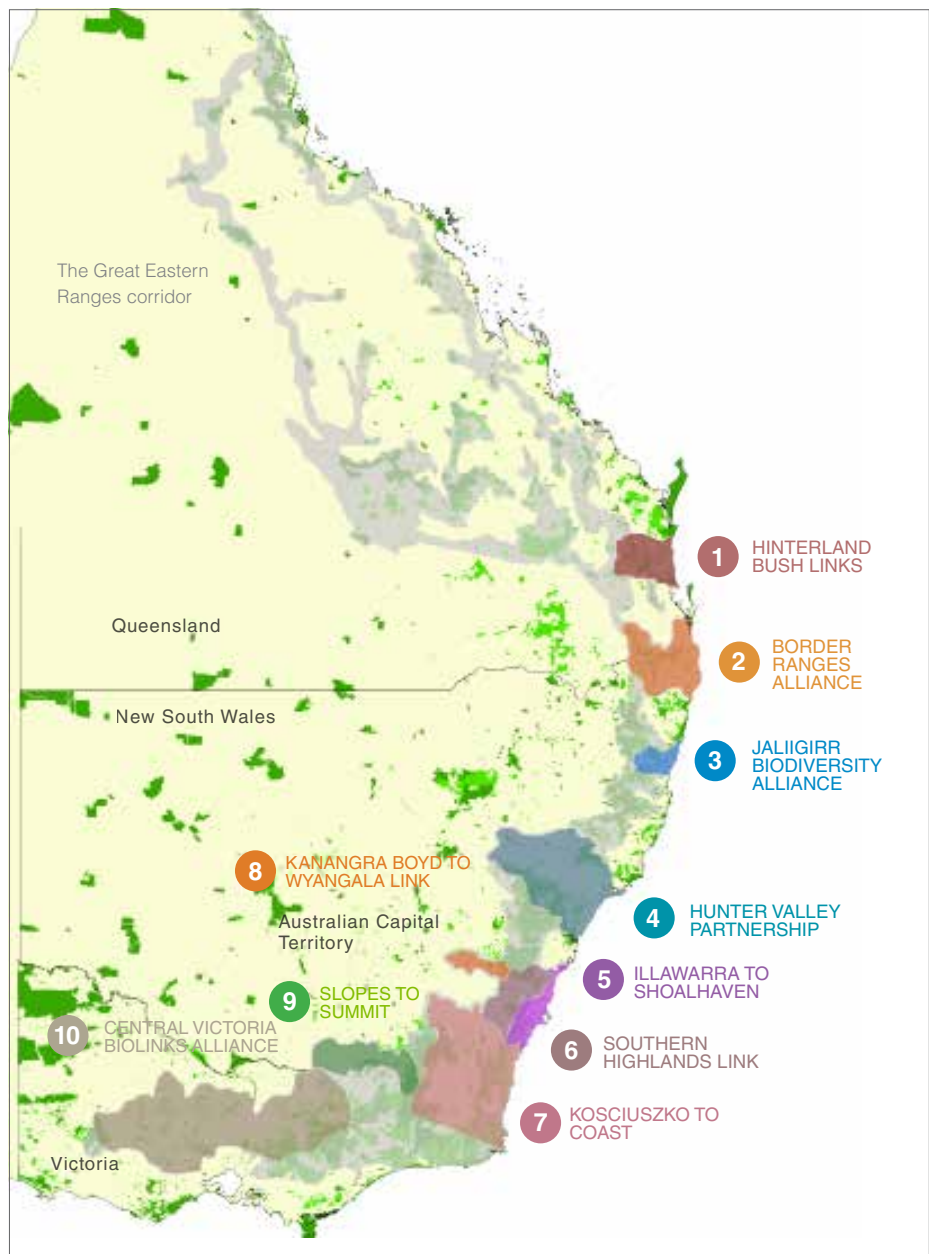 The Great Eastern
Ranges corridor
1
HINTERLAND
BUSH LINKS
Queensland
2
BORDER
RANGES
ALLIANCE
New South Wales
3
JALIIGIRR
BIODIVERSITY
ALLIANCE
8
KANANGRA BOYD TO
WYANGALA LINK
Australian Capital
Territory
4
HUNTER VALLEY
PARTNERSHIP
5
ILLAWARRA TO
SHOALHAVEN
9
SLOPES TO
SUMMIT
10
CENTRAL VICTORIA
BIOLINKS ALLIANCE
6
SOUTHERN
HIGHLANDS LINK
7
KOSCIUSZKO TO
COAST
Victoria